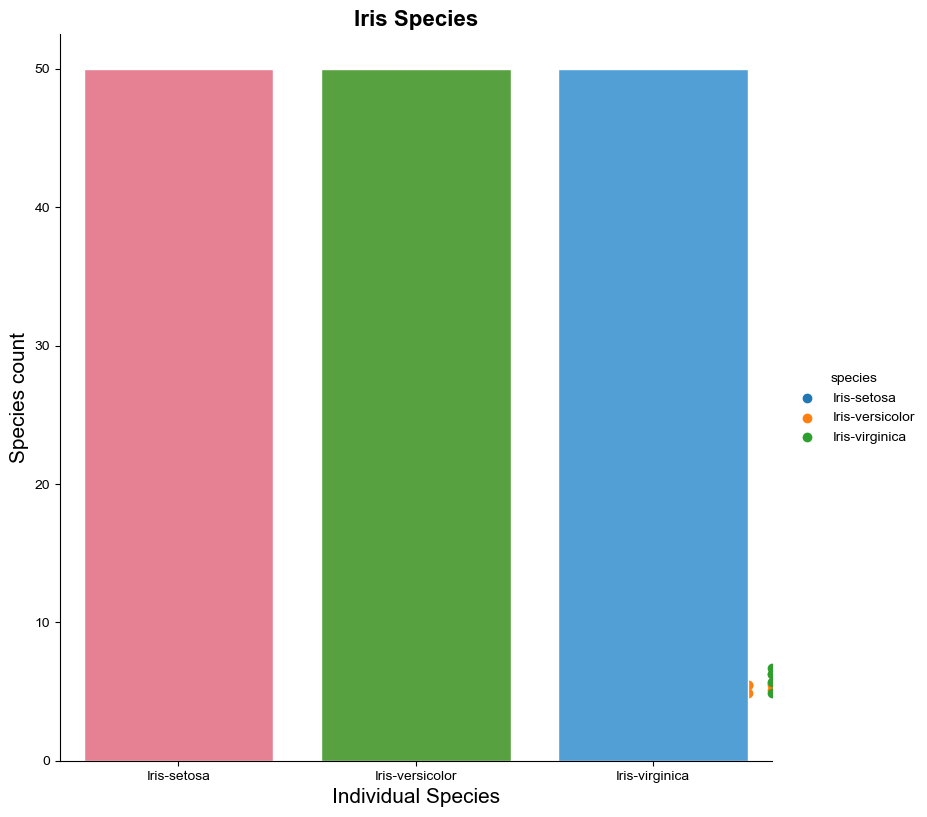 Iris Species
50
40
30
20
10
0
Species count
Iris-setosa
Iris-versicolor
Iris-virginica
Individual Species
species
Iris-setosa
Iris-versicolor
Iris-virginica